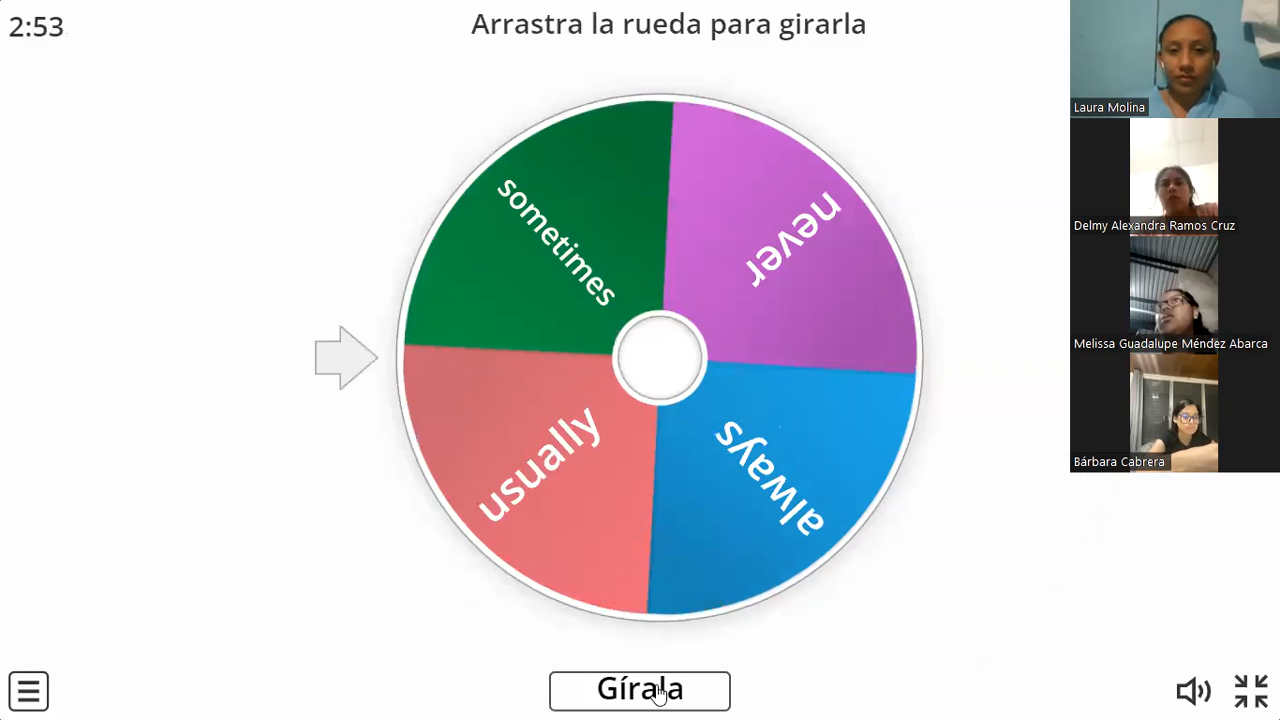 2:53
Arrastra la rueda para girarla
sometimes
never
usually
always
Gírala
Laura Molina
Delmy Alexandra Ramos Cruz
Melissa Guadalupe Méndez Abarca
Bárbara Cabrera